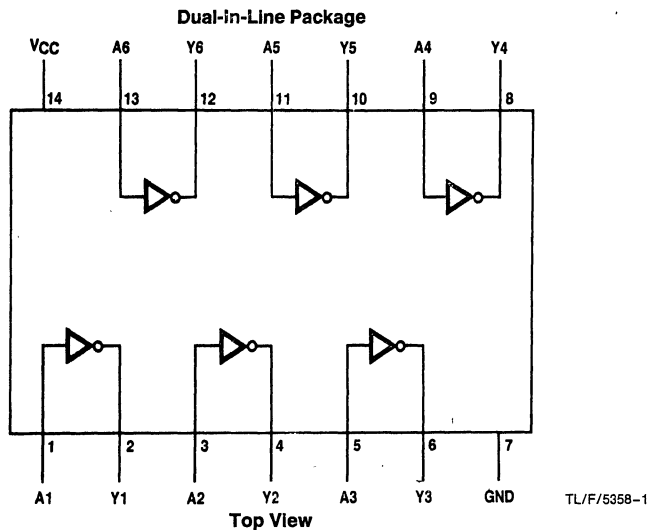 Dual-In-Line Package
VCC A6 Y6 A5 Y5 A4 Y4
14 13 12 11 10 9 8
1 2 3 4 5 6 7
A1 Y1 A2 Y2 A3 Y3 GND
TL/F/5358-1
Top View